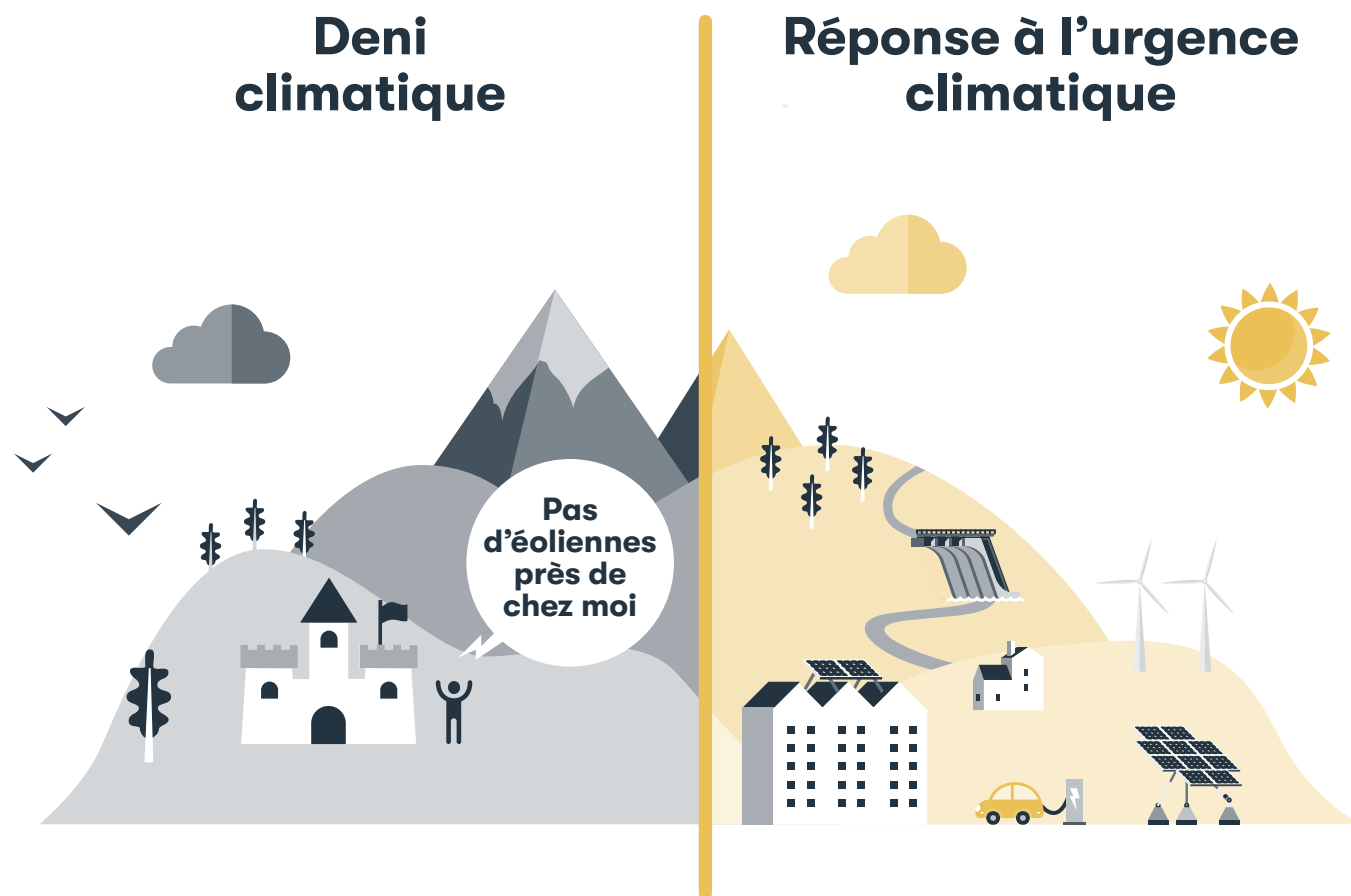 Deni
climatique
Réponse à l’urgence
climatique
Pas
d’éoliennes
près de
chez moi